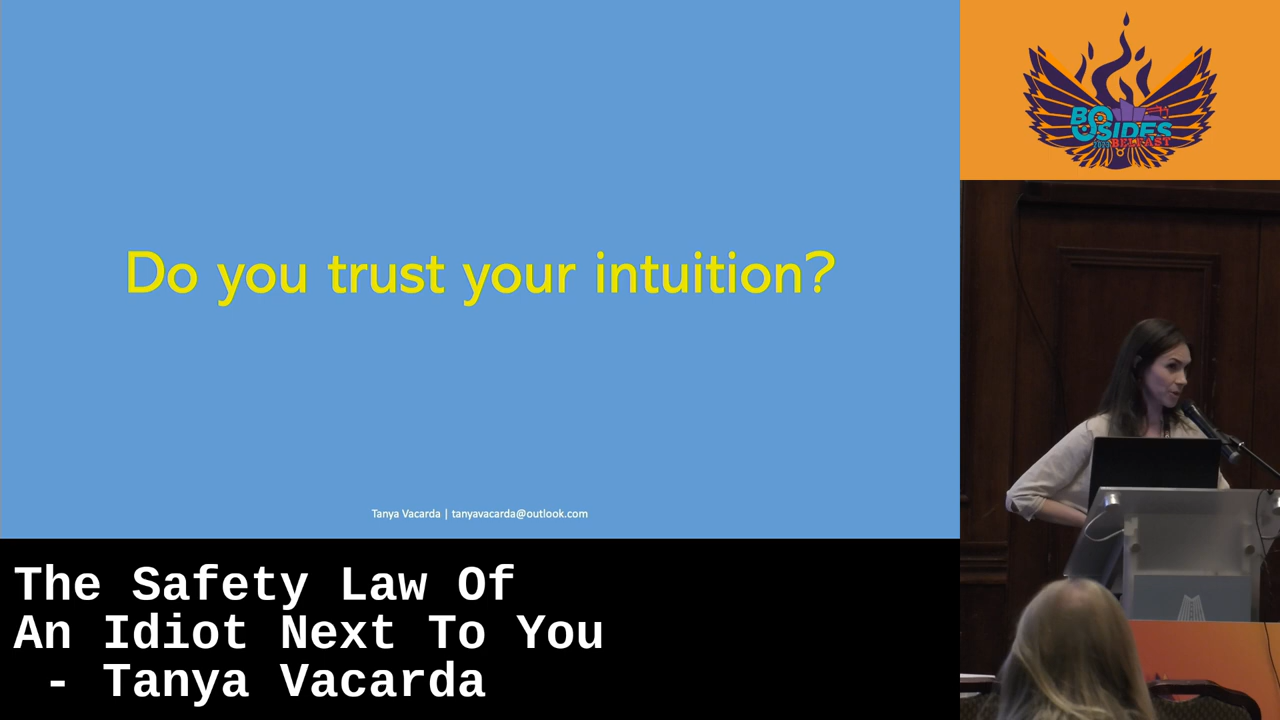 Do you trust your intuition?
Tanya Vacarda | tanyavacarda@outlook.com
BSIDES
BELFAST
The Safety Law Of
An Idiot Next To You
- Tanya Vacarda